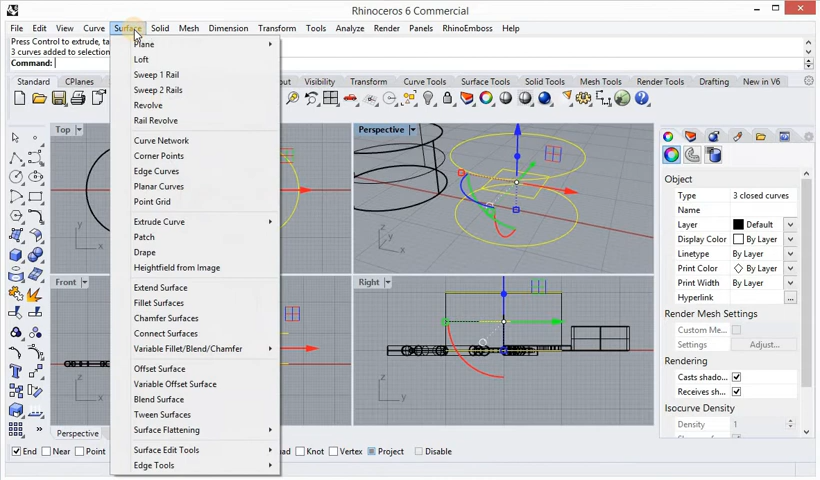 Rhinoceros 6 Commercial
File Edit View Curve Surface Solid Mesh Dimension Transform Tools Analyze Render Panels RhinoEmboss Help
Press Control to extrude, ta
3 curves added to selection
Command:
Standard CPlanes out Transform Curve Tools Surface Tools Solid Tools Mesh Tools Render Tools Drafting New in V6
Plane
Loft
Sweep 1 Rail
Sweep 2 Rails
Revolve
Rail Revolve
Curve Network
Corner Points
Edge Curves
Planar Curves
Point Grid
Extrude Curve
Patch
Drape
Heightfield from Image
Extend Surface
Fillet Surfaces
Chamfer Surfaces
Connect Surfaces
Variable Fillet/Blend/Chamfer
Offset Surface
Variable Offset Surface
Blend Surface
Tween Surfaces
Surface Flattening
Surface Edit Tools
Edge Tools
Top
Perspective
Front
Right
x
y
z
Object
Type 3 closed curves
Name
Layer Default
Display Color By Layer
Linetype By Layer
Print Color By Layer
Print Width By Layer
Hyperlink ...
Render Mesh Settings
Custom Me...
Settings Adjust...
Rendering
Casts shado...
Receives sh...
Isocurve Density
Density 1
Perspective
End Near Point Knot Vertex Project Disable